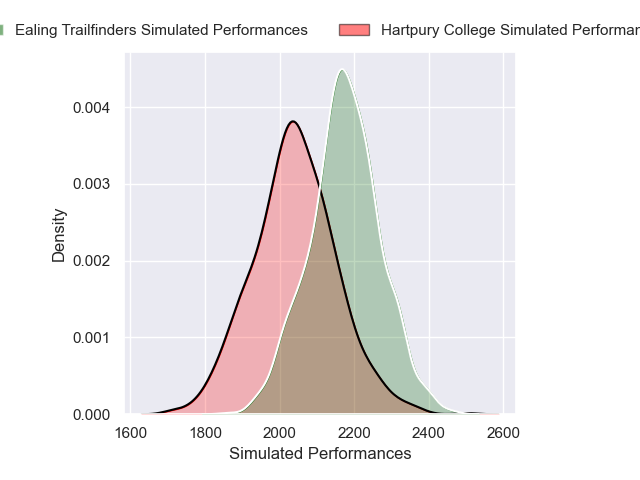 Ealing Trailfinders Simulated Performances Hartpury College Simulated
0.004
0.003
0.002
0.001
0.000
Density
1600 1800 2000 2200 2400 2600
Simulated Performances